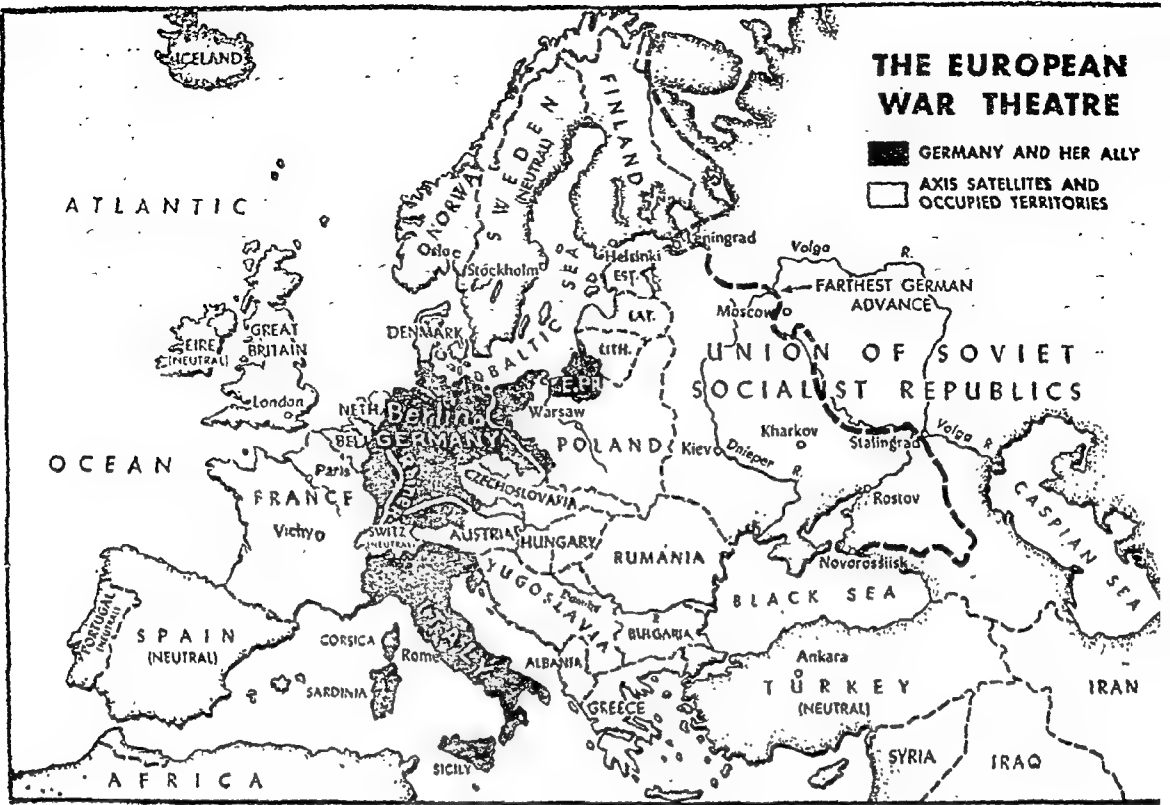 ICELAND
THE EUROPEAN
WAR THEATRE
GERMANY AND HER ALLY
AXIS SATELLITES AND
OCCUPIED TERRITORIES
ATLANTIC
OCEAN
NORWAY
Oslo
SWEDEN
(NEUTRAL)
Stockholm
FINLAND
Helsinki
Leningrad
EST.
LAT.
LITH.
BALTIC SEA
Volga R.
FARTHEST GERMAN
ADVANCE
Moscow
UNION OF SOVIET
SOCIALIST REPUBLICS
DENMARK
EIRE
(NEUTRAL)
GREAT
BRITAIN
London
NETH.
BEL.
Berlin
GERMANY
E.PR.
Warsaw
POLAND
Kiev
Dnieper R.
Kharkov
Stalingrad
Volga R.
Rostov
Novorossiisk
CASPIAN SEA
Paris
FRANCE
Vichy
SWITZ.
(NEUTRAL)
CZECHOSLOVAKIA
AUSTRIA
HUNGARY
RUMANIA
YUGOSLAVIA
BULGARIA
BLACK SEA
PORTUGAL
(NEUTRAL)
SPAIN
(NEUTRAL)
CORSICA
SARDINIA
Rome
ITALY
ALBANIA
GREECE
SICILY
Ankara
TURKEY
(NEUTRAL)
SYRIA
IRAQ
IRAN
AFRICA